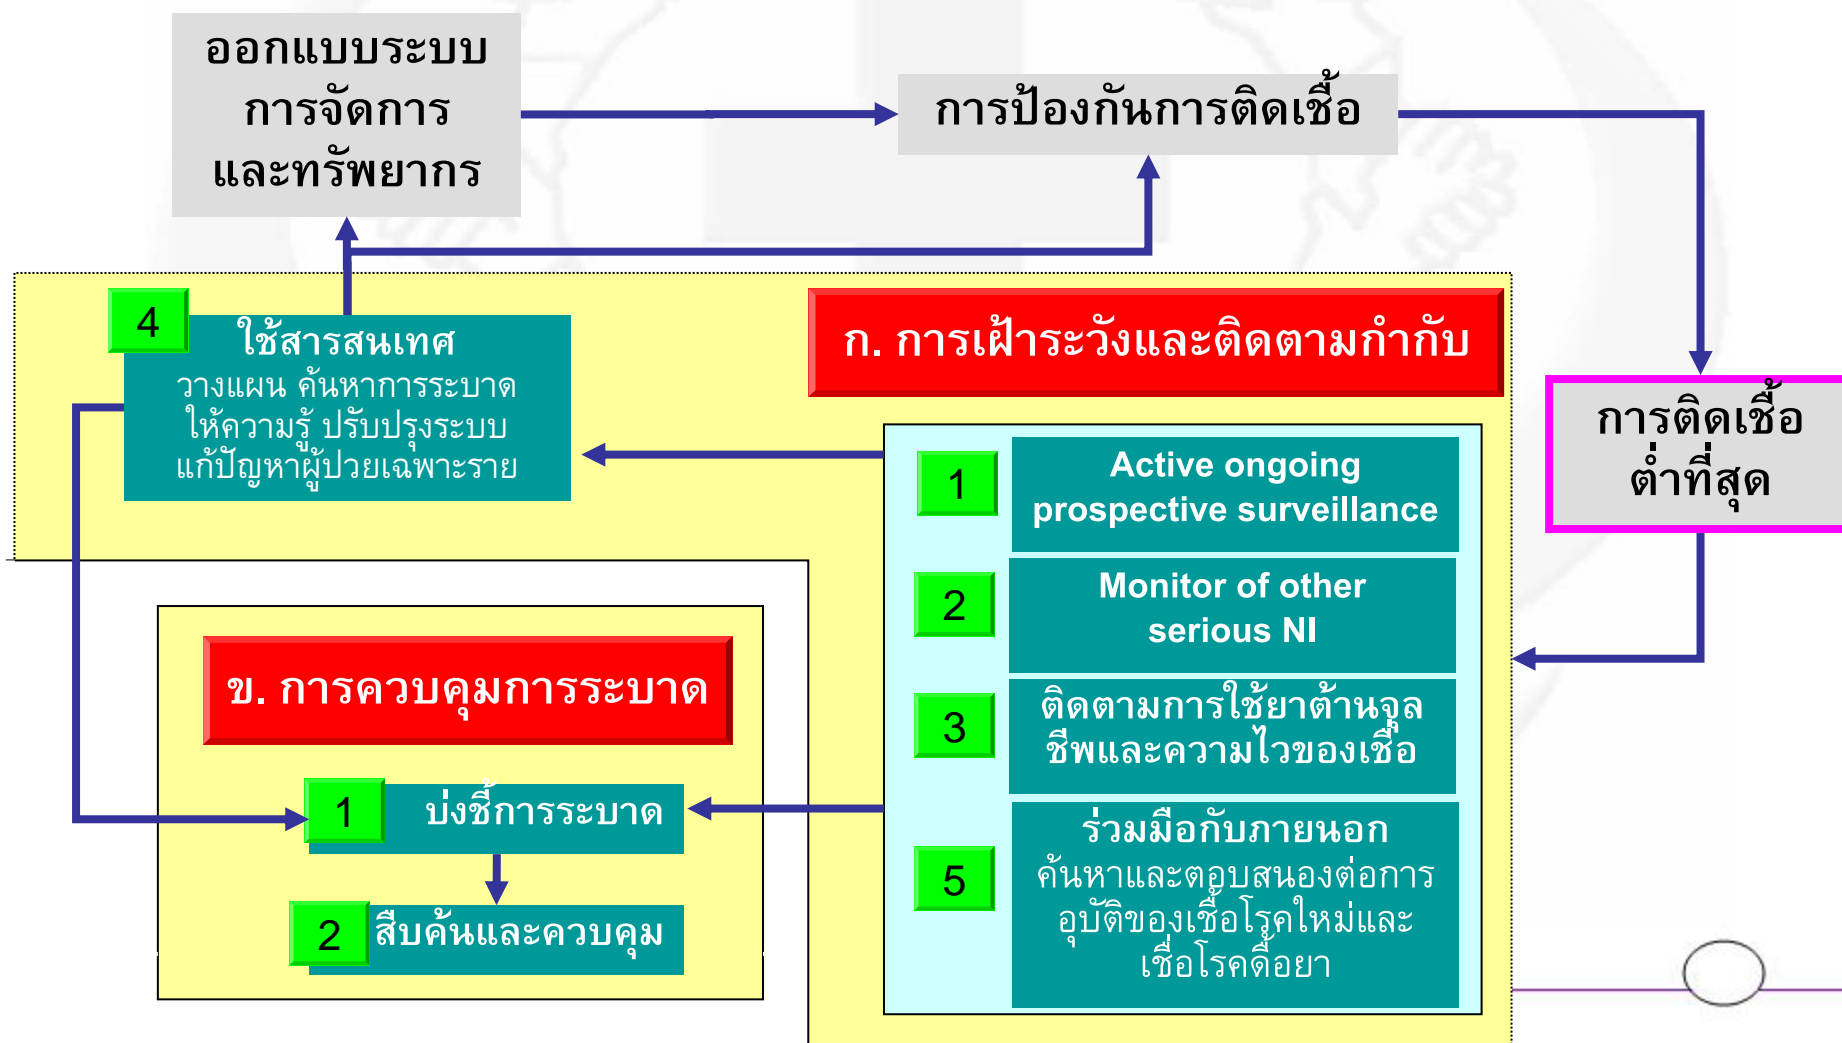 ออกแบบระบบ
การจัดการ
และทรัพยากร
การป้องกันการติดเชื้อ
4
ใช้สารสนเทศ
วางแผน ค้นหาการระบาด
ให้ความรู้ ปรับปรุงระบบ
แก้ปัญหาผู้ป่วยเฉพาะราย
ก. การเฝ้าระวังและติดตามกำกับ
การติดเชื้อ
ต่ำที่สุด
1
Active ongoing
prospective surveillance
2
Monitor of other
serious NI
3
ติดตามการใช้ยาต้านจุล
ชีพและความไวของเชื้อ
5
ร่วมมือกับภายนอก
ค้นหาและตอบสนองต่อการ
อุบัติของเชื้อโรคใหม่และ
เชื้อโรคดื้อยา
ข. การควบคุมการระบาด
1
บ่งชี้การระบาด
2
สืบค้นและควบคุม